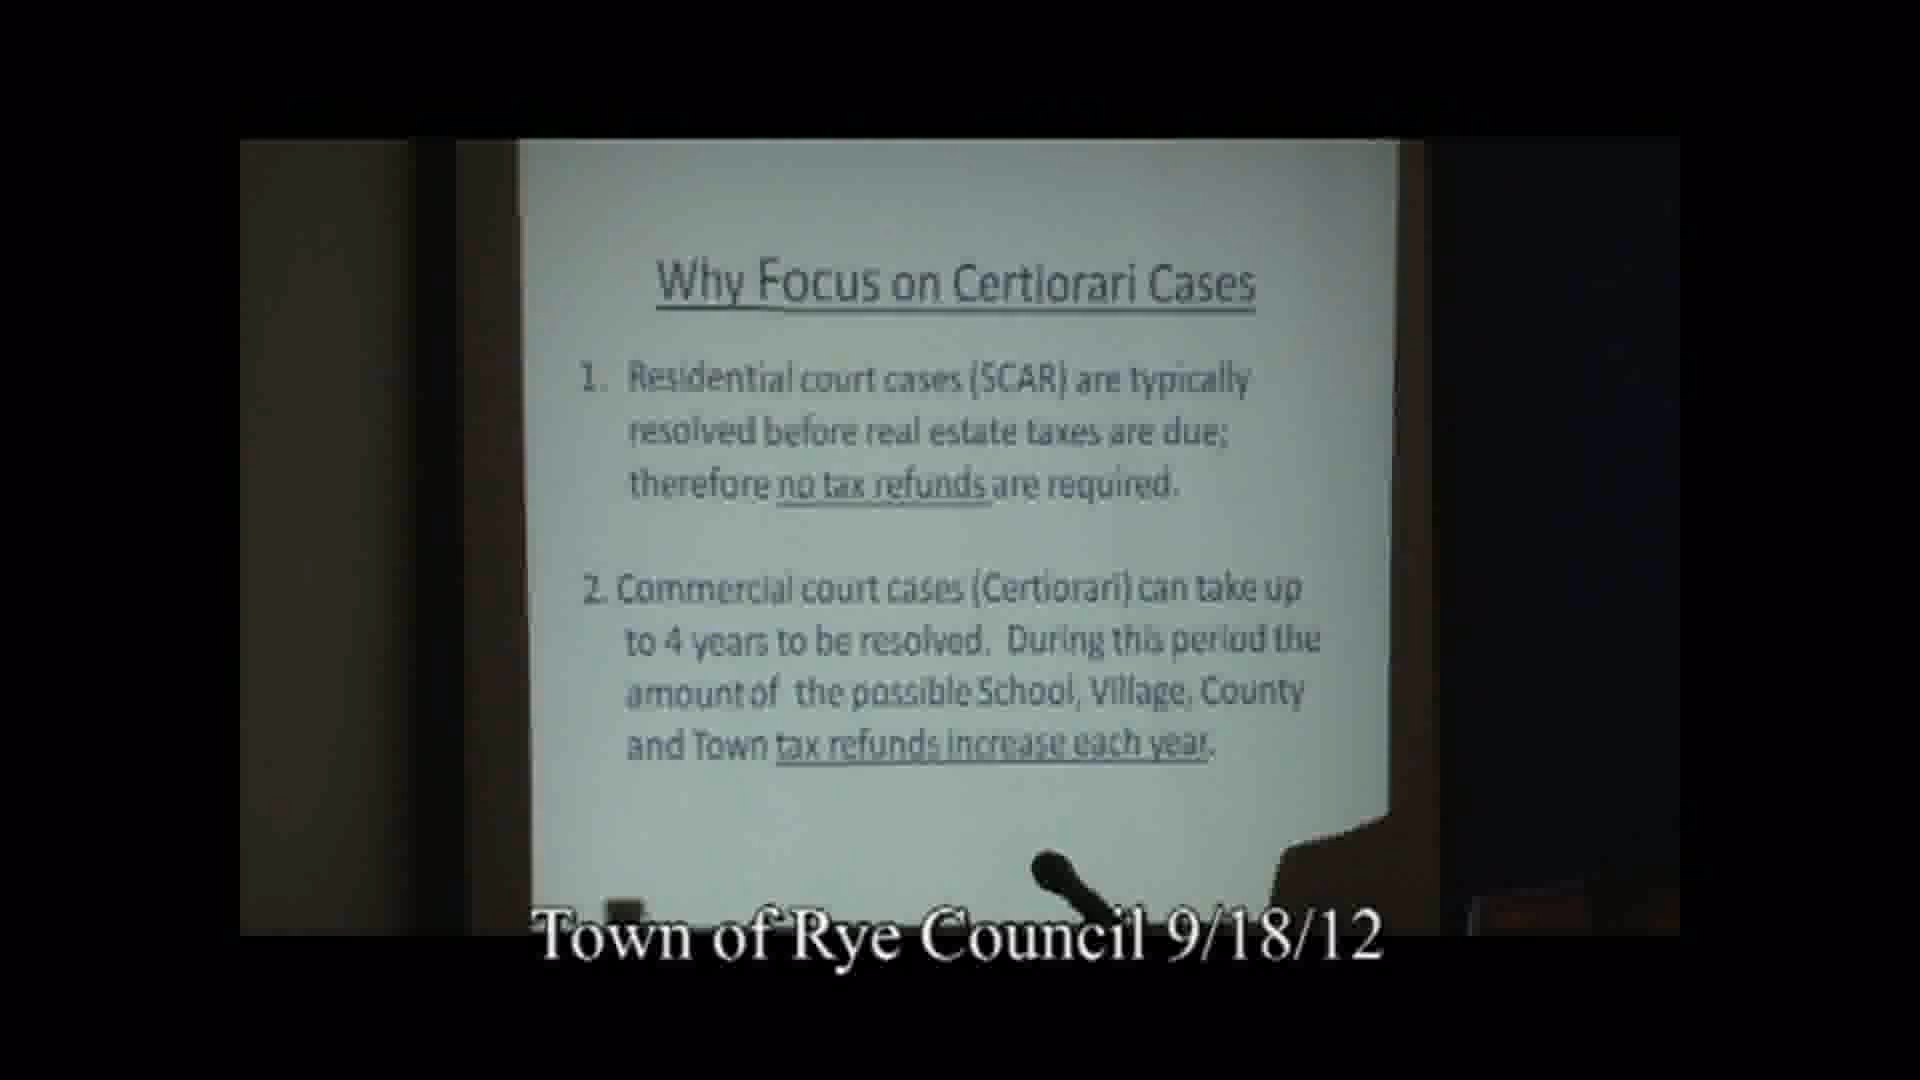 Why Focus on Certiorari Cases
1. Residential court cases (SCAR) are typically
resolved before real estate taxes are due;
therefore no tax refunds are required.
2. Commercial court cases (Certiorari) can take up
to 4 years to be resolved. During this period the
amount of the possible School, Village, County
and Town tax refunds increase each year.
Town of Rye Council 9/18/12